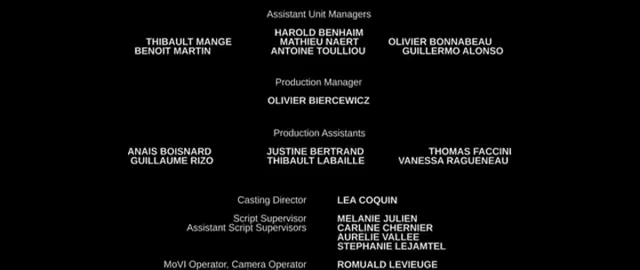 Assistant Unit Managers
HAROLD BENHAIM
THIBAULT MANGE MATHIEU NAERT OLIVIER BONNABEAU
BENOIT MARTIN ANTOINE TOULLIOU GUILLERMO ALONSO
Production Manager
OLIVIER BIERCEWICZ
Production Assistants
ANAIS BOISNARD JUSTINE BERTRAND THOMAS FACCINI
GUILLAUME RIZO THIBAULT LABAILLE VANESSA RAGUENEAU
Casting Director LEA COQUIN
Script Supervisor MELANIE JULIEN
Assistant Script Supervisors CARLINE CHERNIER
AURELIE VALLEE
STEPHANIE LEJAMTEL
MoVI Operator, Camera Operator ROMUALD LEVIEUGE